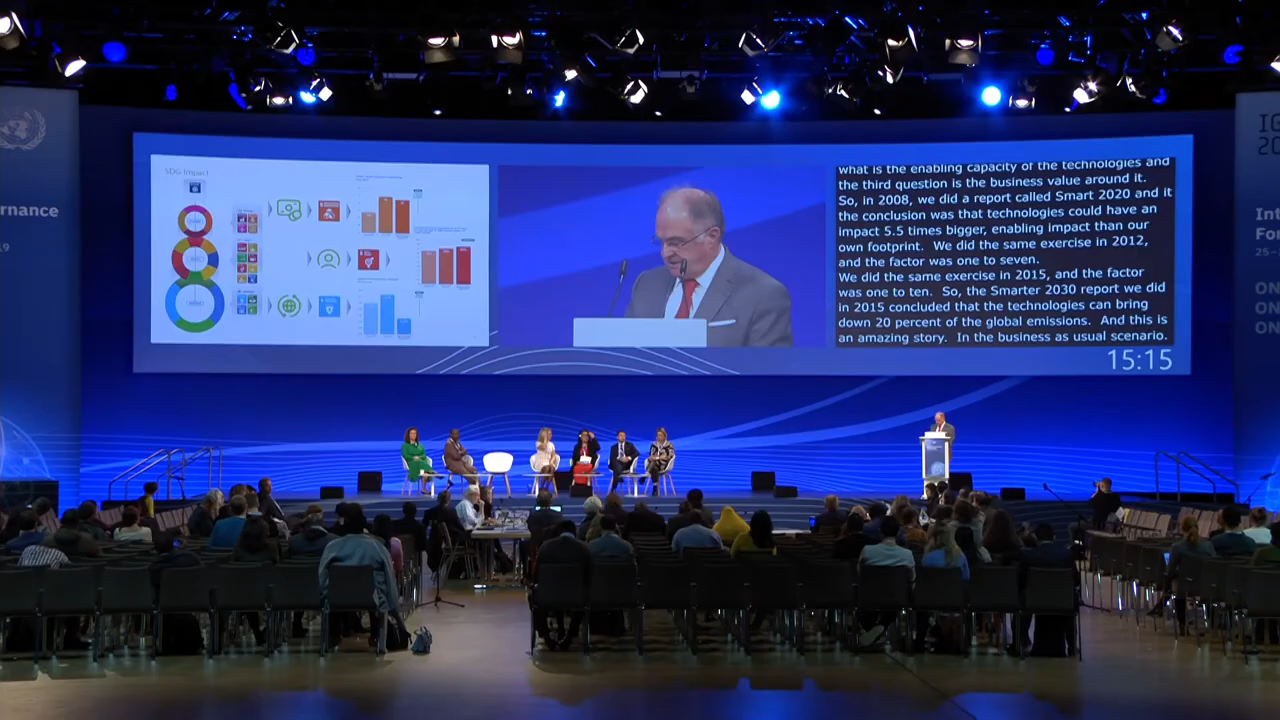 SDG Impact
what is the enabling capacity of the technologies and
the third question is the business value around it.
So, in 2008, we did a report called Smart 2020 and it
the conclusion was that technologies could have an
impact 5.5 times bigger, enabling impact than our
own footprint. We did the same exercise in 2012,
and the factor was one to seven.
We did the same exercise in 2015, and the factor
was one to ten. So, the Smarter 2030 report we did
in 2015 concluded that the technologies can bring
down 20 percent of the global emissions. And this is
an amazing story. In the business as usual scenario.
15:15
rnance
9
IG
20
Int
Fo
25-
ON
ON
ON